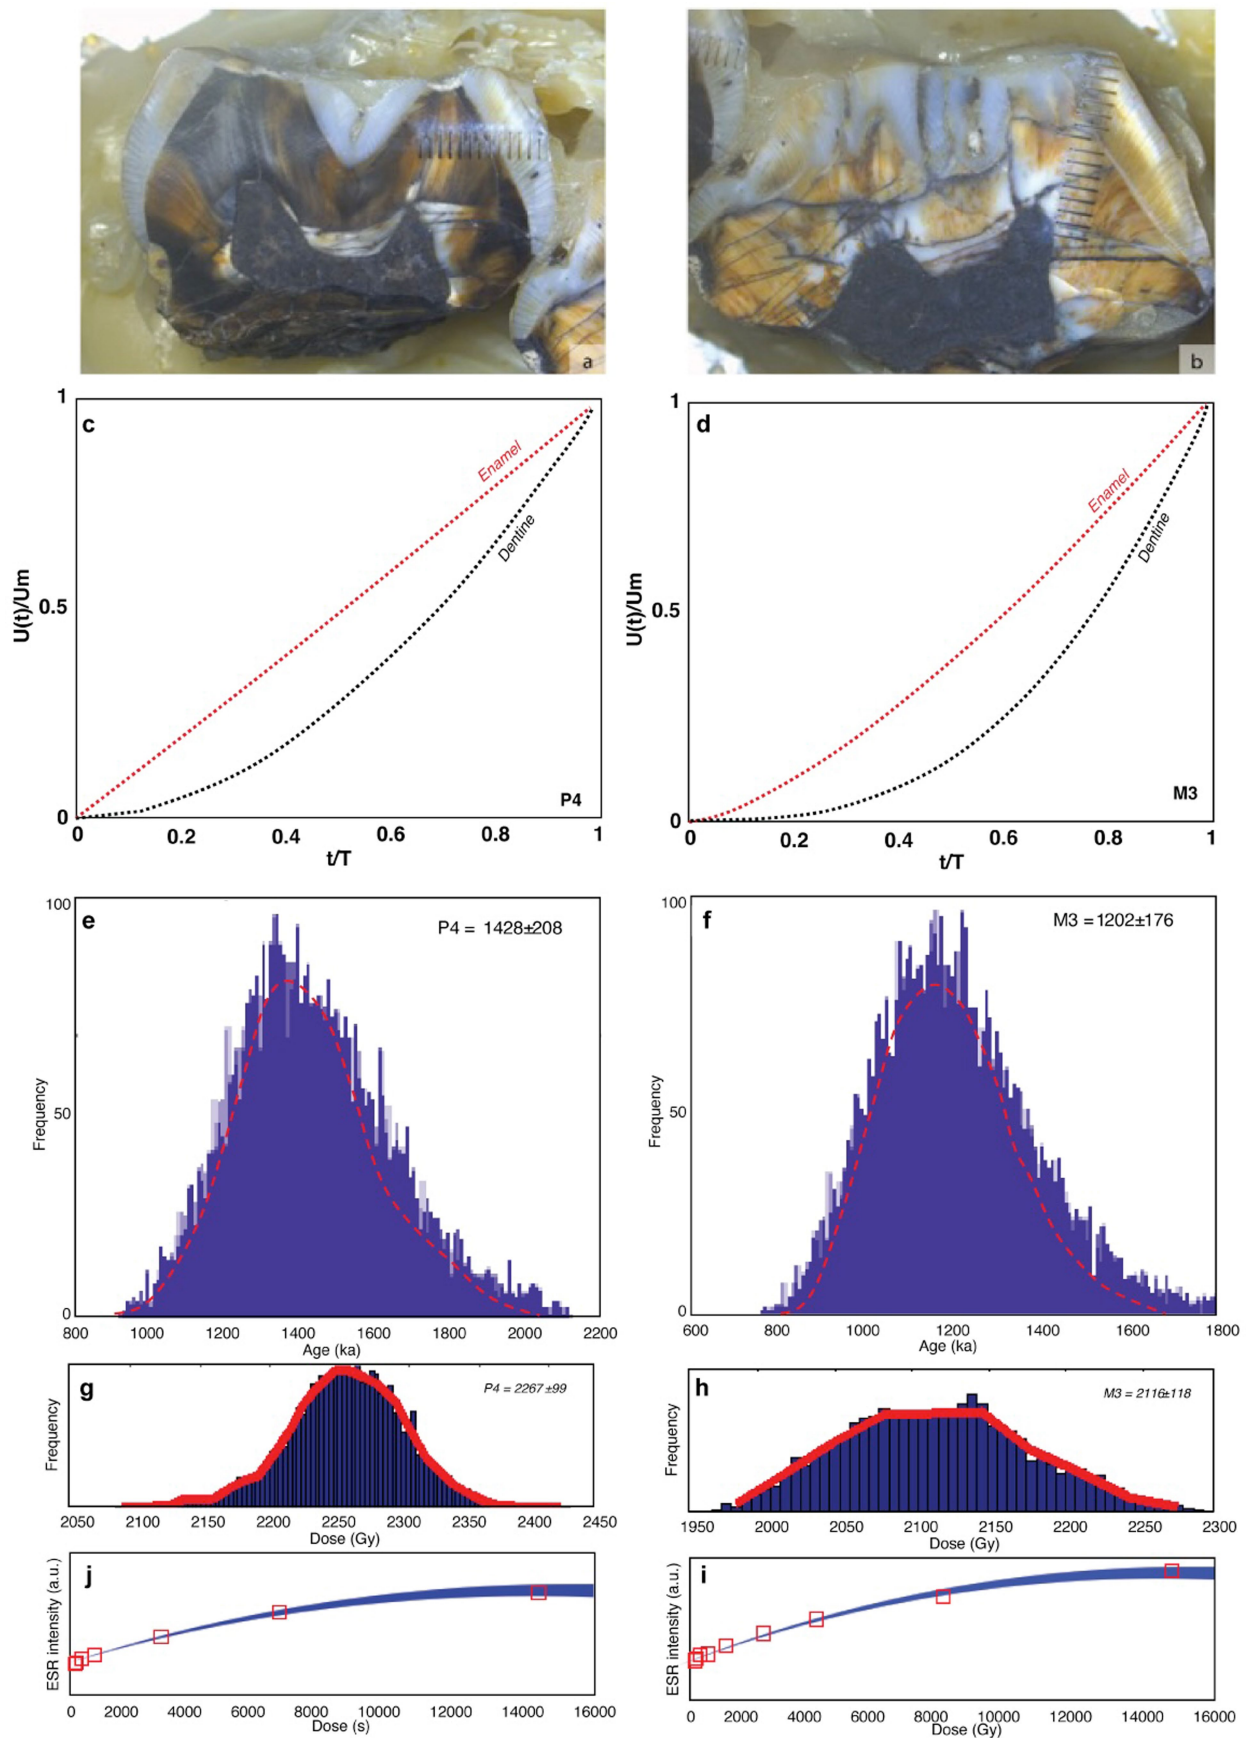 a
b
1
c
Enamel
Dentine
U(t)/Um
0.5
P4
0
0 0.2 0.4 0.6 0.8 1
t/T
1
d
Enamel
Dentine
U(t)/Um
0.5
M3
0
0 0.2 0.4 0.6 0.8 1
t/T
100
e
P4 = 1428±208
Frequency
50
0
800 1000 1200 1400 1600 1800 2000 2200
Age (ka)
100
f
M3 =1202±176
Frequency
50
0
600 800 1000 1200 1400 1600 1800
Age (ka)
g
P4 = 2267±99
Frequency
2050 2100 2150 2200 2250 2300 2350 2400 2450
Dose (Gy)
h
M3 = 2116±118
Frequency
1950 2000 2050 2100 2150 2200 2250 2300
Dose (Gy)
j
ESR intensity (a.u.)
0 2000 4000 6000 8000 10000 12000 14000 16000
Dose (s)
i
ESR intensity (a.u.)
0 2000 4000 6000 8000 10000 12000 14000 16000
Dose (Gy)